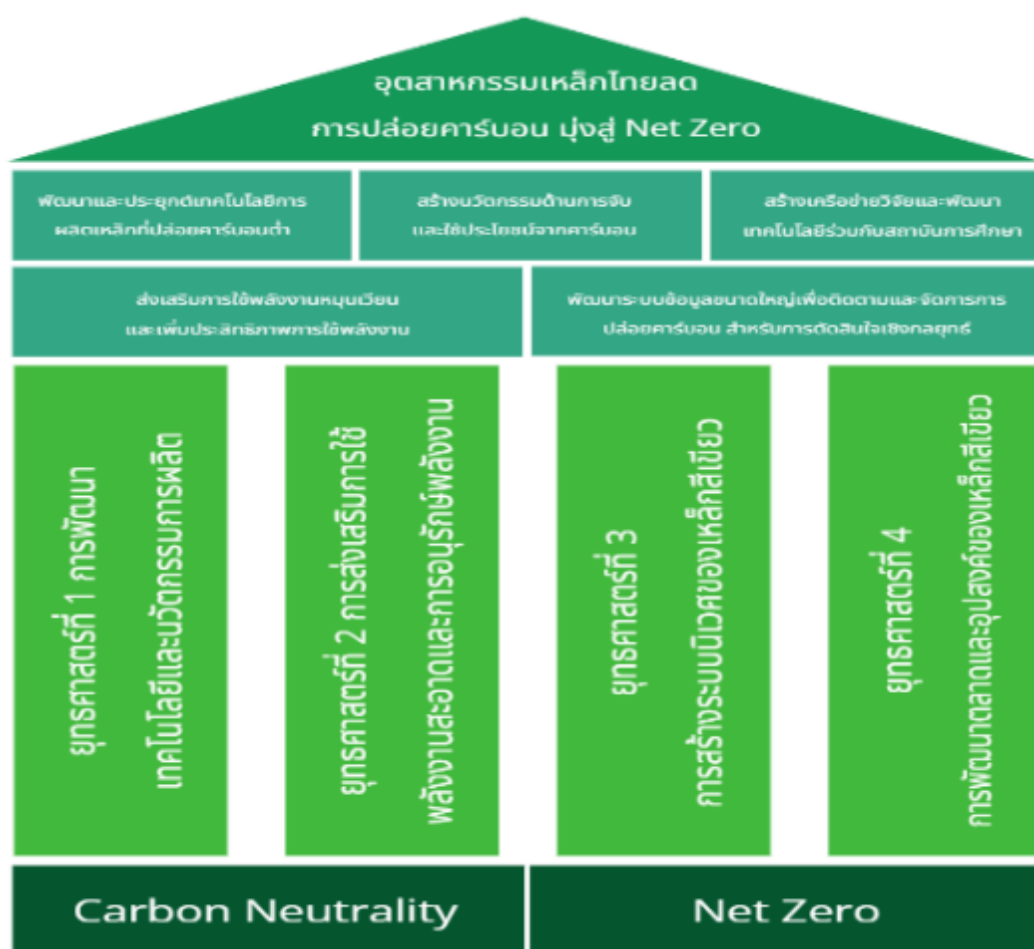 อุตสาหกรรมเหล็กไทยลด
การปล่อยคาร์บอน มุ่งสู่ Net Zero
พัฒนาและประยุกต์เทคโนโลยีการ
ผลิตเหล็กที่ปล่อยคาร์บอนต่ำ
สร้างนวัตกรรมด้านการจับ
และใช้ประโยชน์จากคาร์บอน
สร้างเครือข่ายวิจัยและพัฒนา
เทคโนโลยีร่วมกับสถาบันการศึกษา
ส่งเสริมการใช้พลังงานหมุนเวียน
และเพิ่มประสิทธิภาพการใช้พลังงาน
พัฒนาระบบข้อมูลขนาดใหญ่เพื่อติดตามและจัดการการ
ปล่อยคาร์บอน สำหรับการตัดสินใจเชิงกลยุทธ์
ยุทธศาสตร์ที่ 1 การพัฒนา
เทคโนโลยีและนวัตกรรมการผลิต
ยุทธศาสตร์ที่ 2 การส่งเสริมการใช้
พลังงานสะอาดและการอนุรักษ์พลังงาน
ยุทธศาสตร์ที่ 3
การสร้างระบบนิเวศของเหล็กสีเขียว
ยุทธศาสตร์ที่ 4
การพัฒนาตลาดและอุปสงค์ของเหล็กสีเขียว
Carbon Neutrality
Net Zero